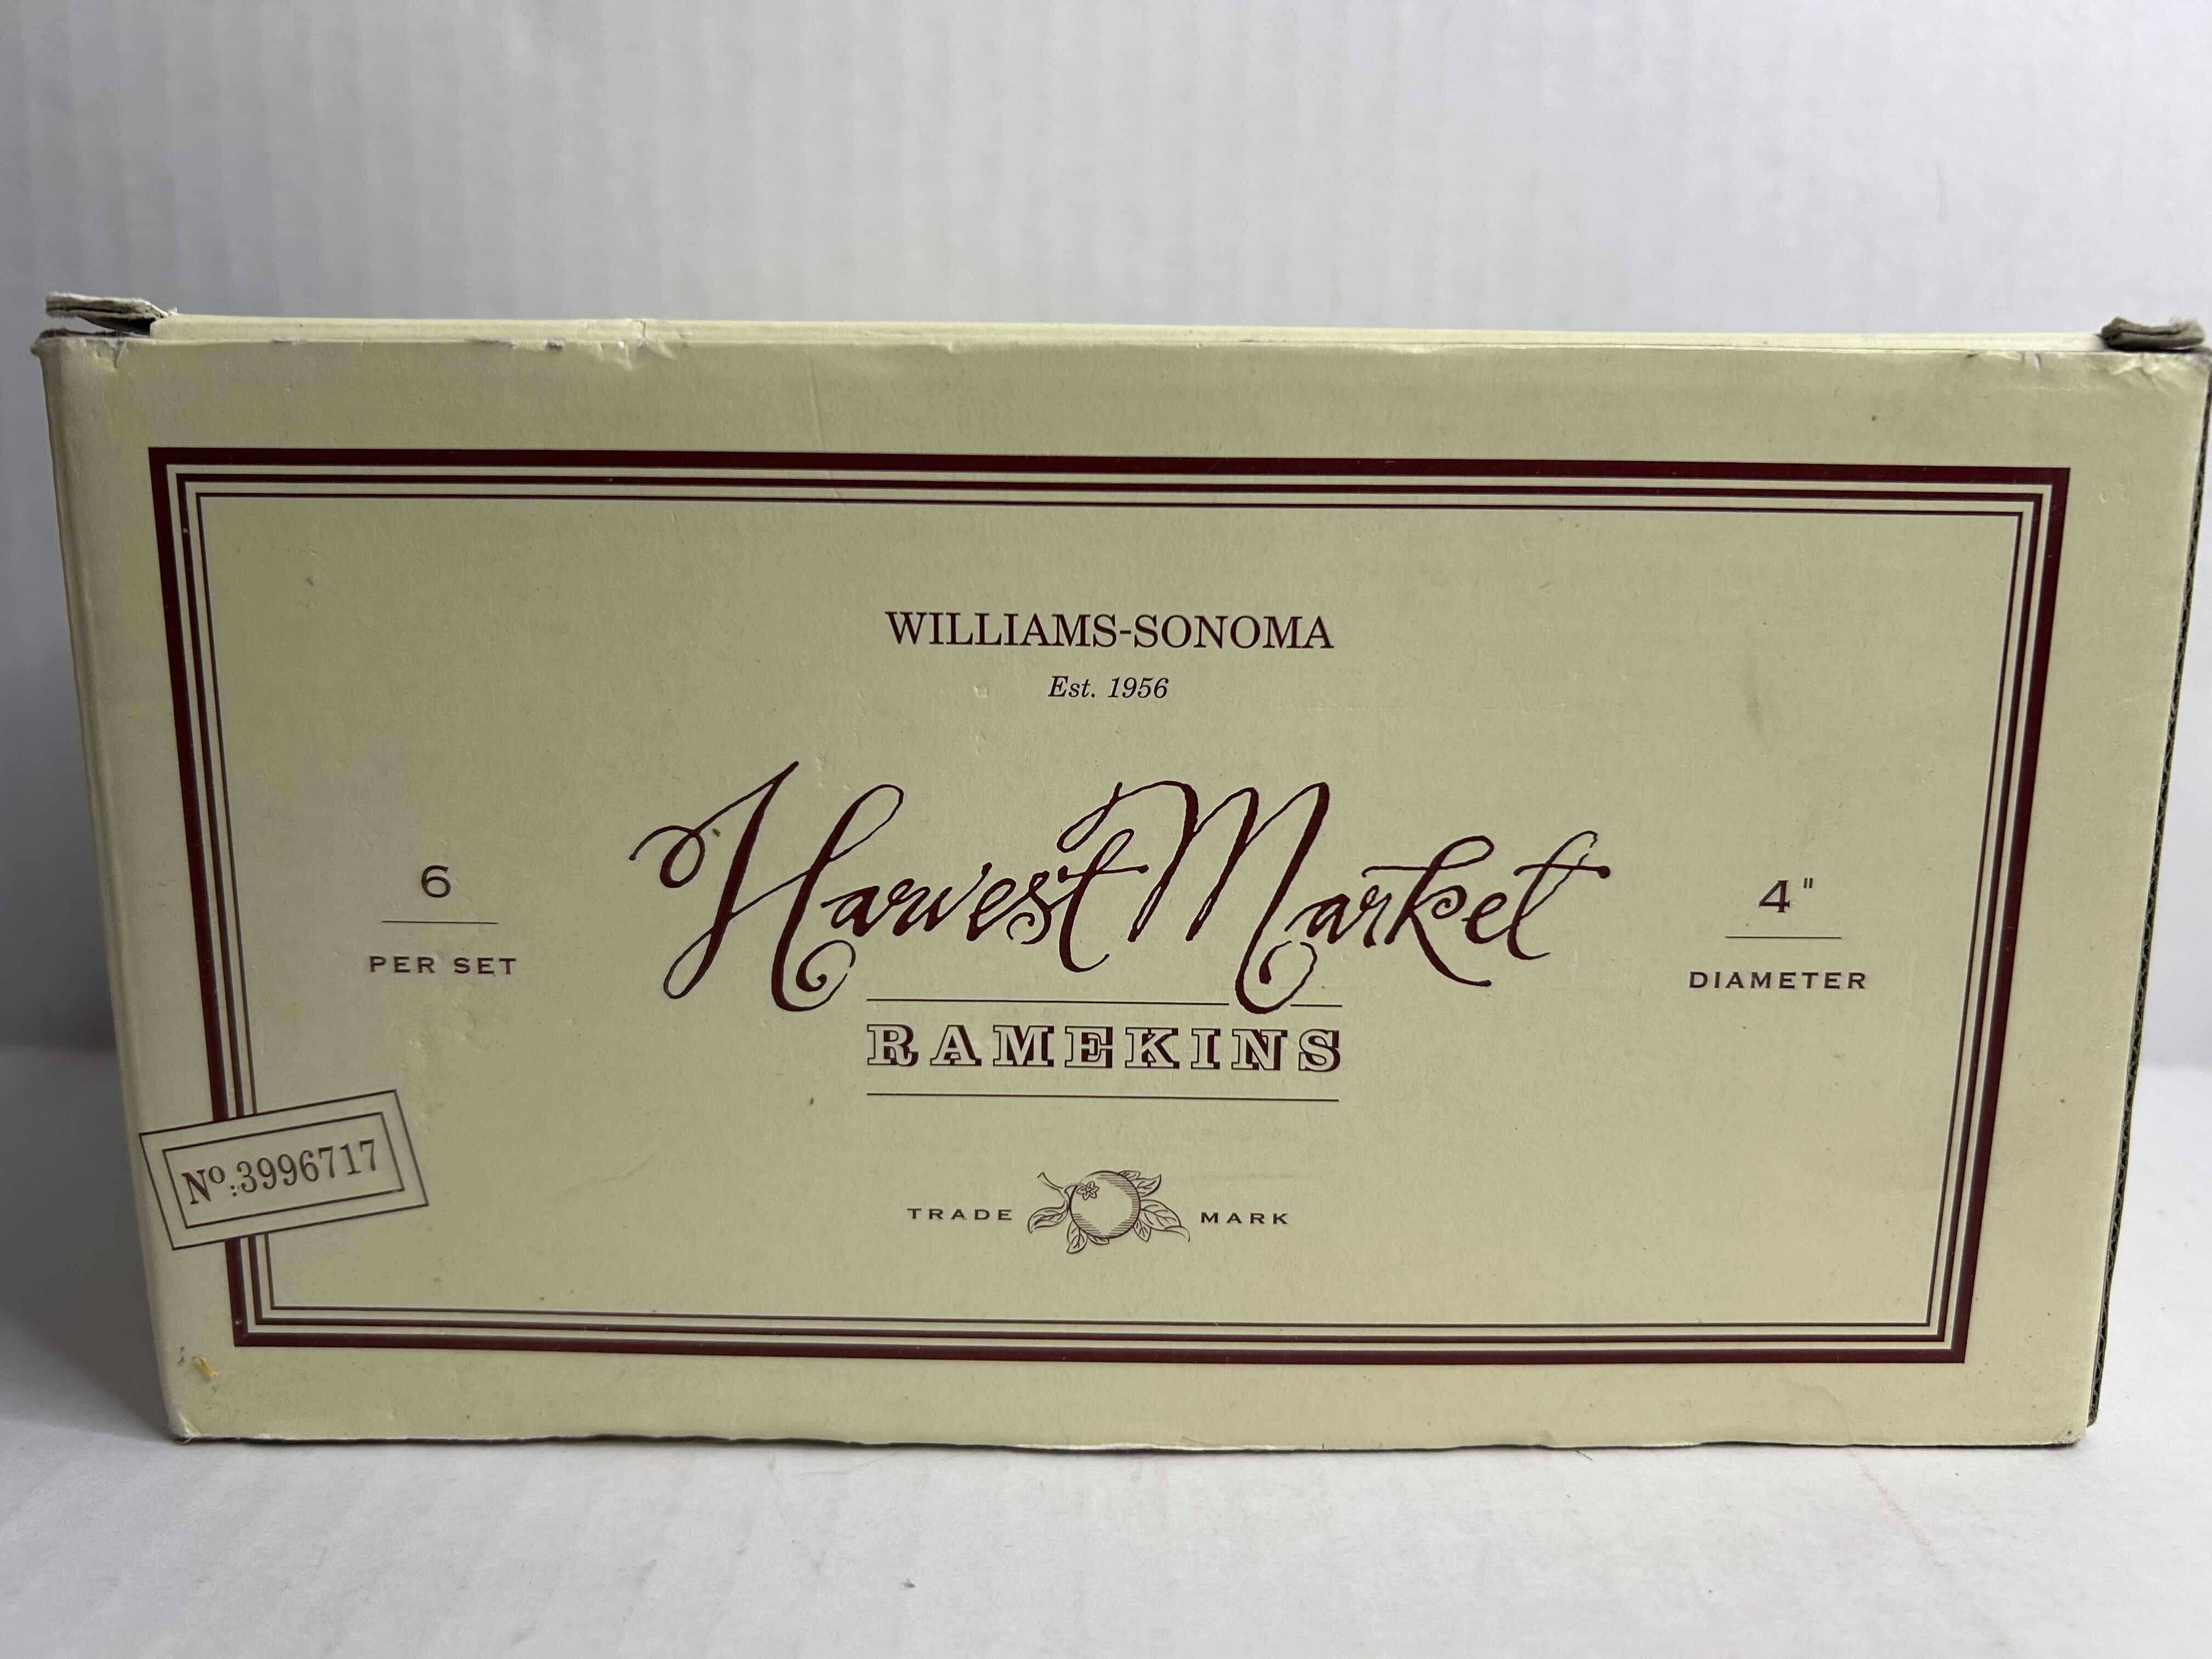 WILLIAMS-SONOMA
Est. 1956
Harvest Market
RAMEKINS
6
PER SET
4"
DIAMETER
Nº:3996717
TRADE MARK